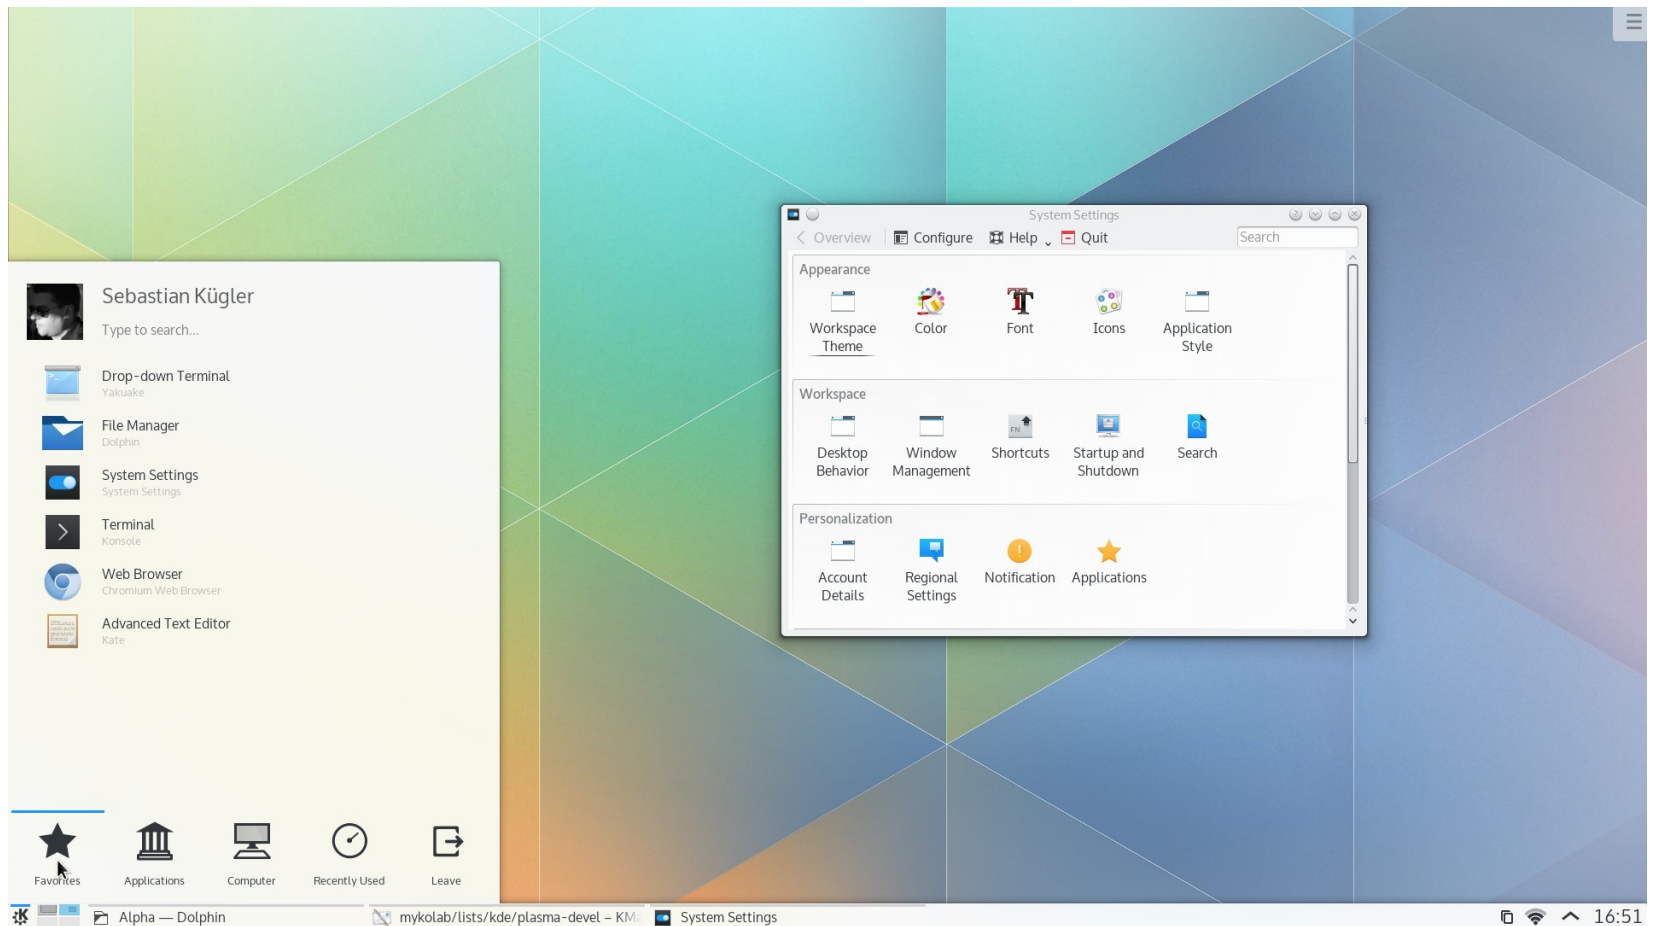 System Settings
Overview Configure Help Quit Search
Appearance
Workspace Theme
Color
Font
Icons
Application Style
Workspace
Desktop Behavior
Window Management
Shortcuts
Startup and Shutdown
Search
Personalization
Account Details
Regional Settings
Notification
Applications
Sebastian Kügler
Type to search...
Drop-down Terminal
Yakuake
File Manager
Dolphin
System Settings
System Settings
Terminal
Konsole
Web Browser
Chromium Web Browser
Advanced Text Editor
Kate
Favorites
Applications
Computer
Recently Used
Leave
Alpha — Dolphin
mykolab/lists/kde/plasma-devel – KMa
System Settings
16:51